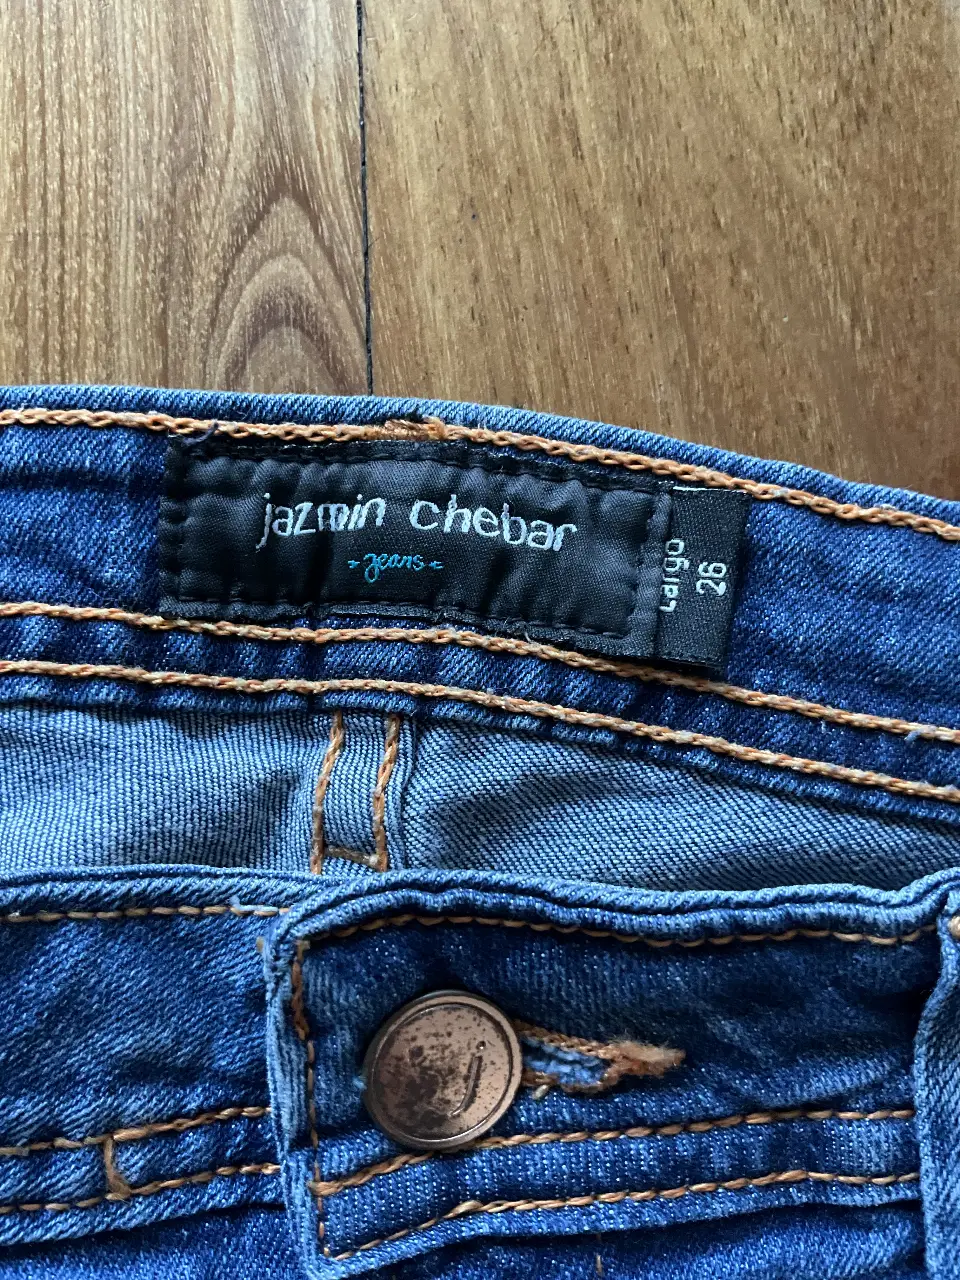 jazmin chebar
-jeans-
Largo
26
j